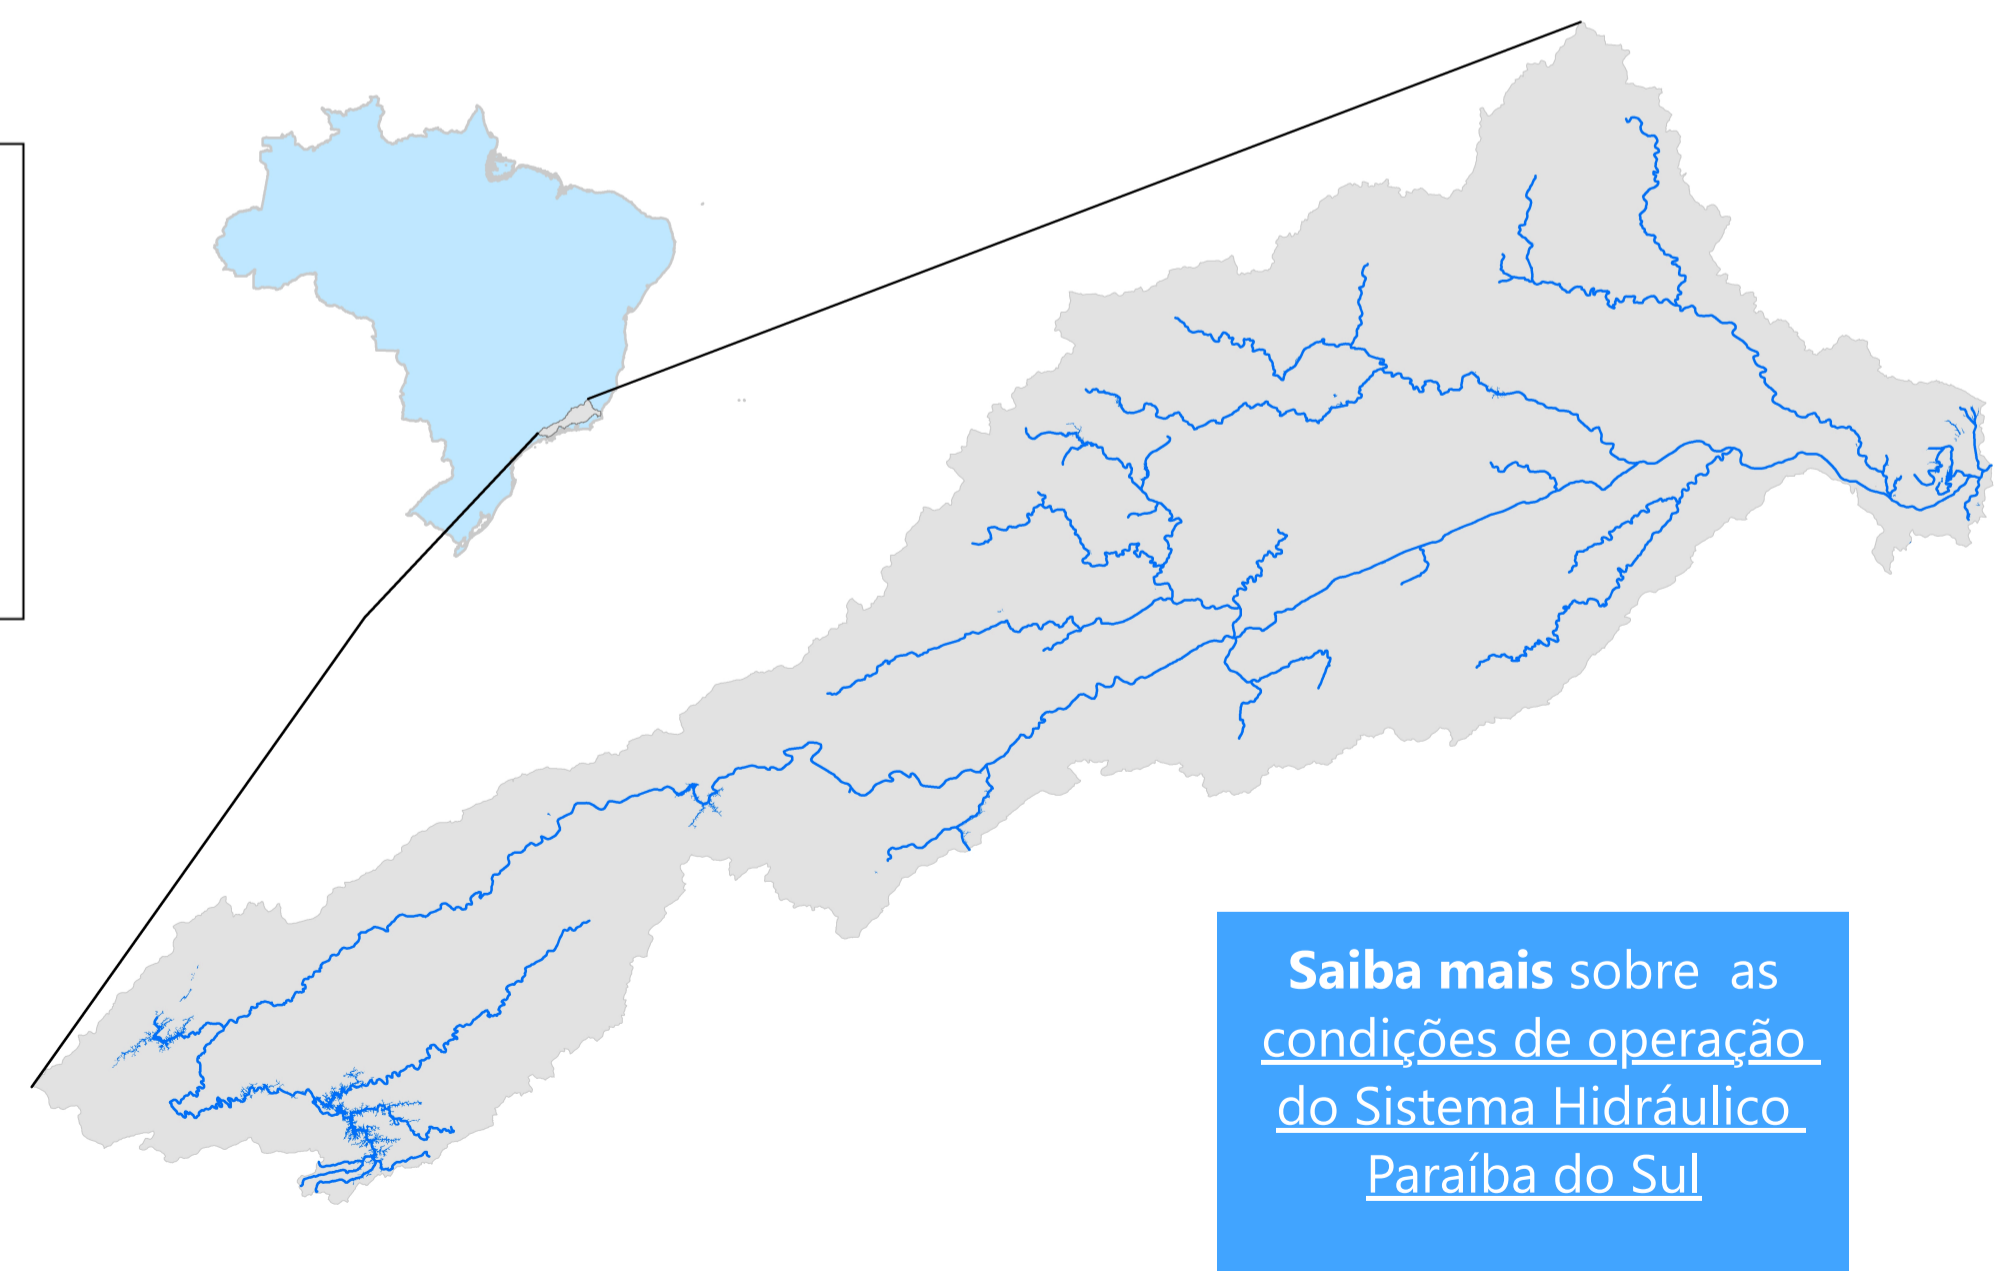 Saiba mais sobre as
condições de operação
do Sistema Hidráulico
Paraíba do Sul